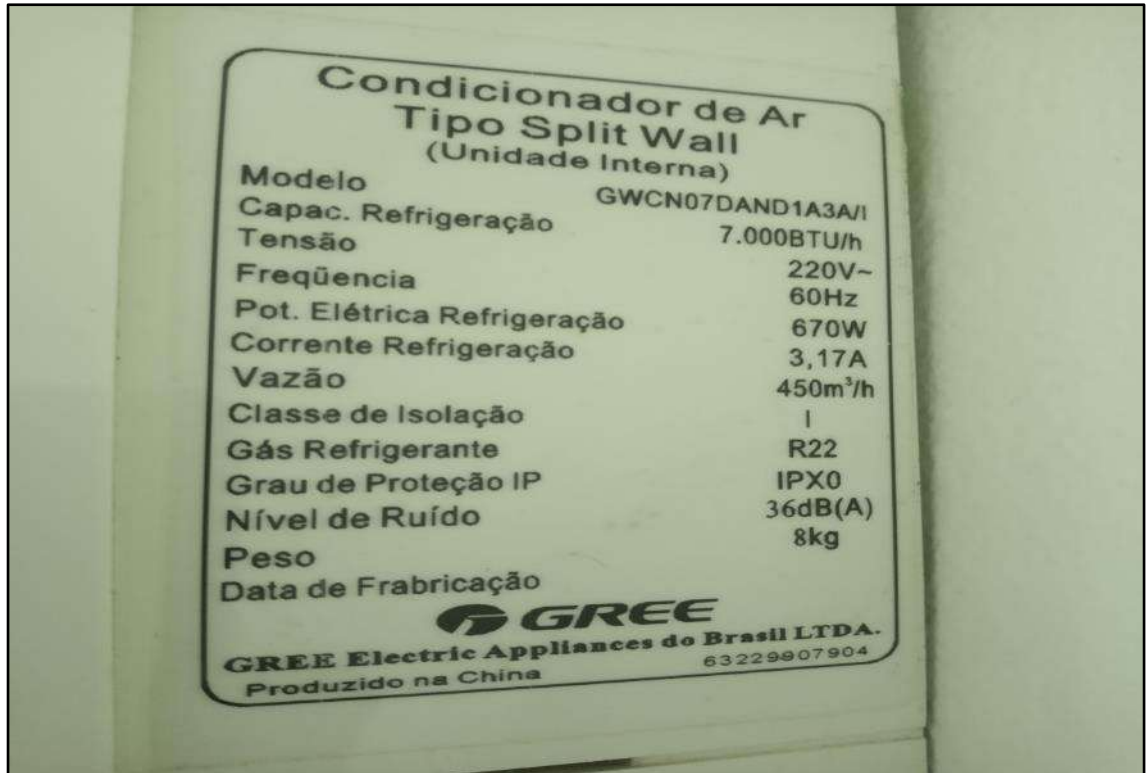 Condicionador de Ar
Tipo Split Wall
(Unidade Interna)
Modelo GWCN07DAND1A3A/I
Capac. Refrigeração 7.000BTU/h
Tensão 220V~
Freqüencia 60Hz
Pot. Elétrica Refrigeração 670W
Corrente Refrigeração 3,17A
Vazão 450m³/h
Classe de Isolação I
Gás Refrigerante R22
Grau de Proteção IP IPX0
Nível de Ruído 36dB(A)
Peso 8kg
Data de Frabricação
GREE
GREE Electric Appliances do Brasil LTDA.
Produzido na China 63229907904